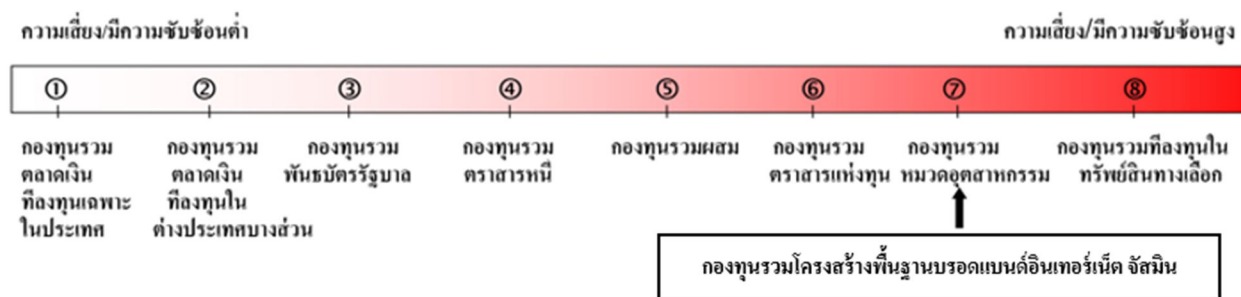 ความเสี่ยง/มีความซับซ้อนต่ำ
ความเสี่ยง/มีความซับซ้อนสูง
① ② ③ ④ ⑤ ⑥ ⑦ ⑧
กองทุนรวม
ตลาดเงิน
ที่ลงทุนเฉพาะ
ในประเทศ
กองทุนรวม
ตลาดเงิน
ที่ลงทุนใน
ต่างประเทศบางส่วน
กองทุนรวม
พันธบัตรรัฐบาล
กองทุนรวม
ตราสารหนี้
กองทุนรวมผสม
กองทุนรวม
ตราสารแห่งทุน
กองทุนรวม
หมวดอุตสาหกรรม
กองทุนรวมที่ลงทุนใน
ทรัพย์สินทางเลือก
กองทุนรวมโครงสร้างพื้นฐานบรอดแบนด์อินเทอร์เน็ต จัสมิน